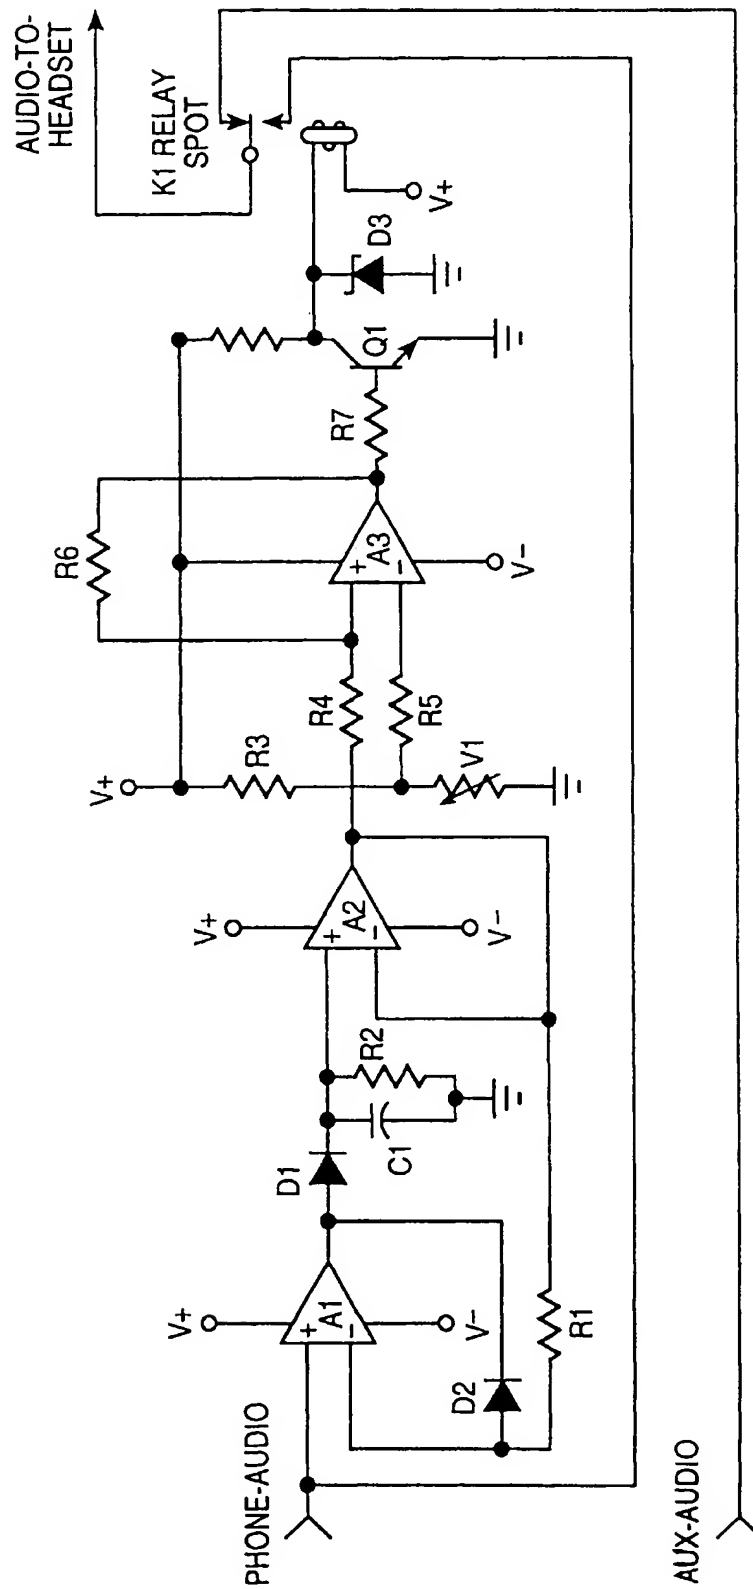 AUDIO-TO-
HEADSET
K1 RELAY
SPOT
V+
D3
Q1
R7
R6
+
A3
–
V-
R4
R5
V+
R3
V1
V+
+
A2
–
V-
R2
C1
D1
V+
+
A1
–
V-
D2
R1
PHONE-AUDIO
AUX-AUDIO